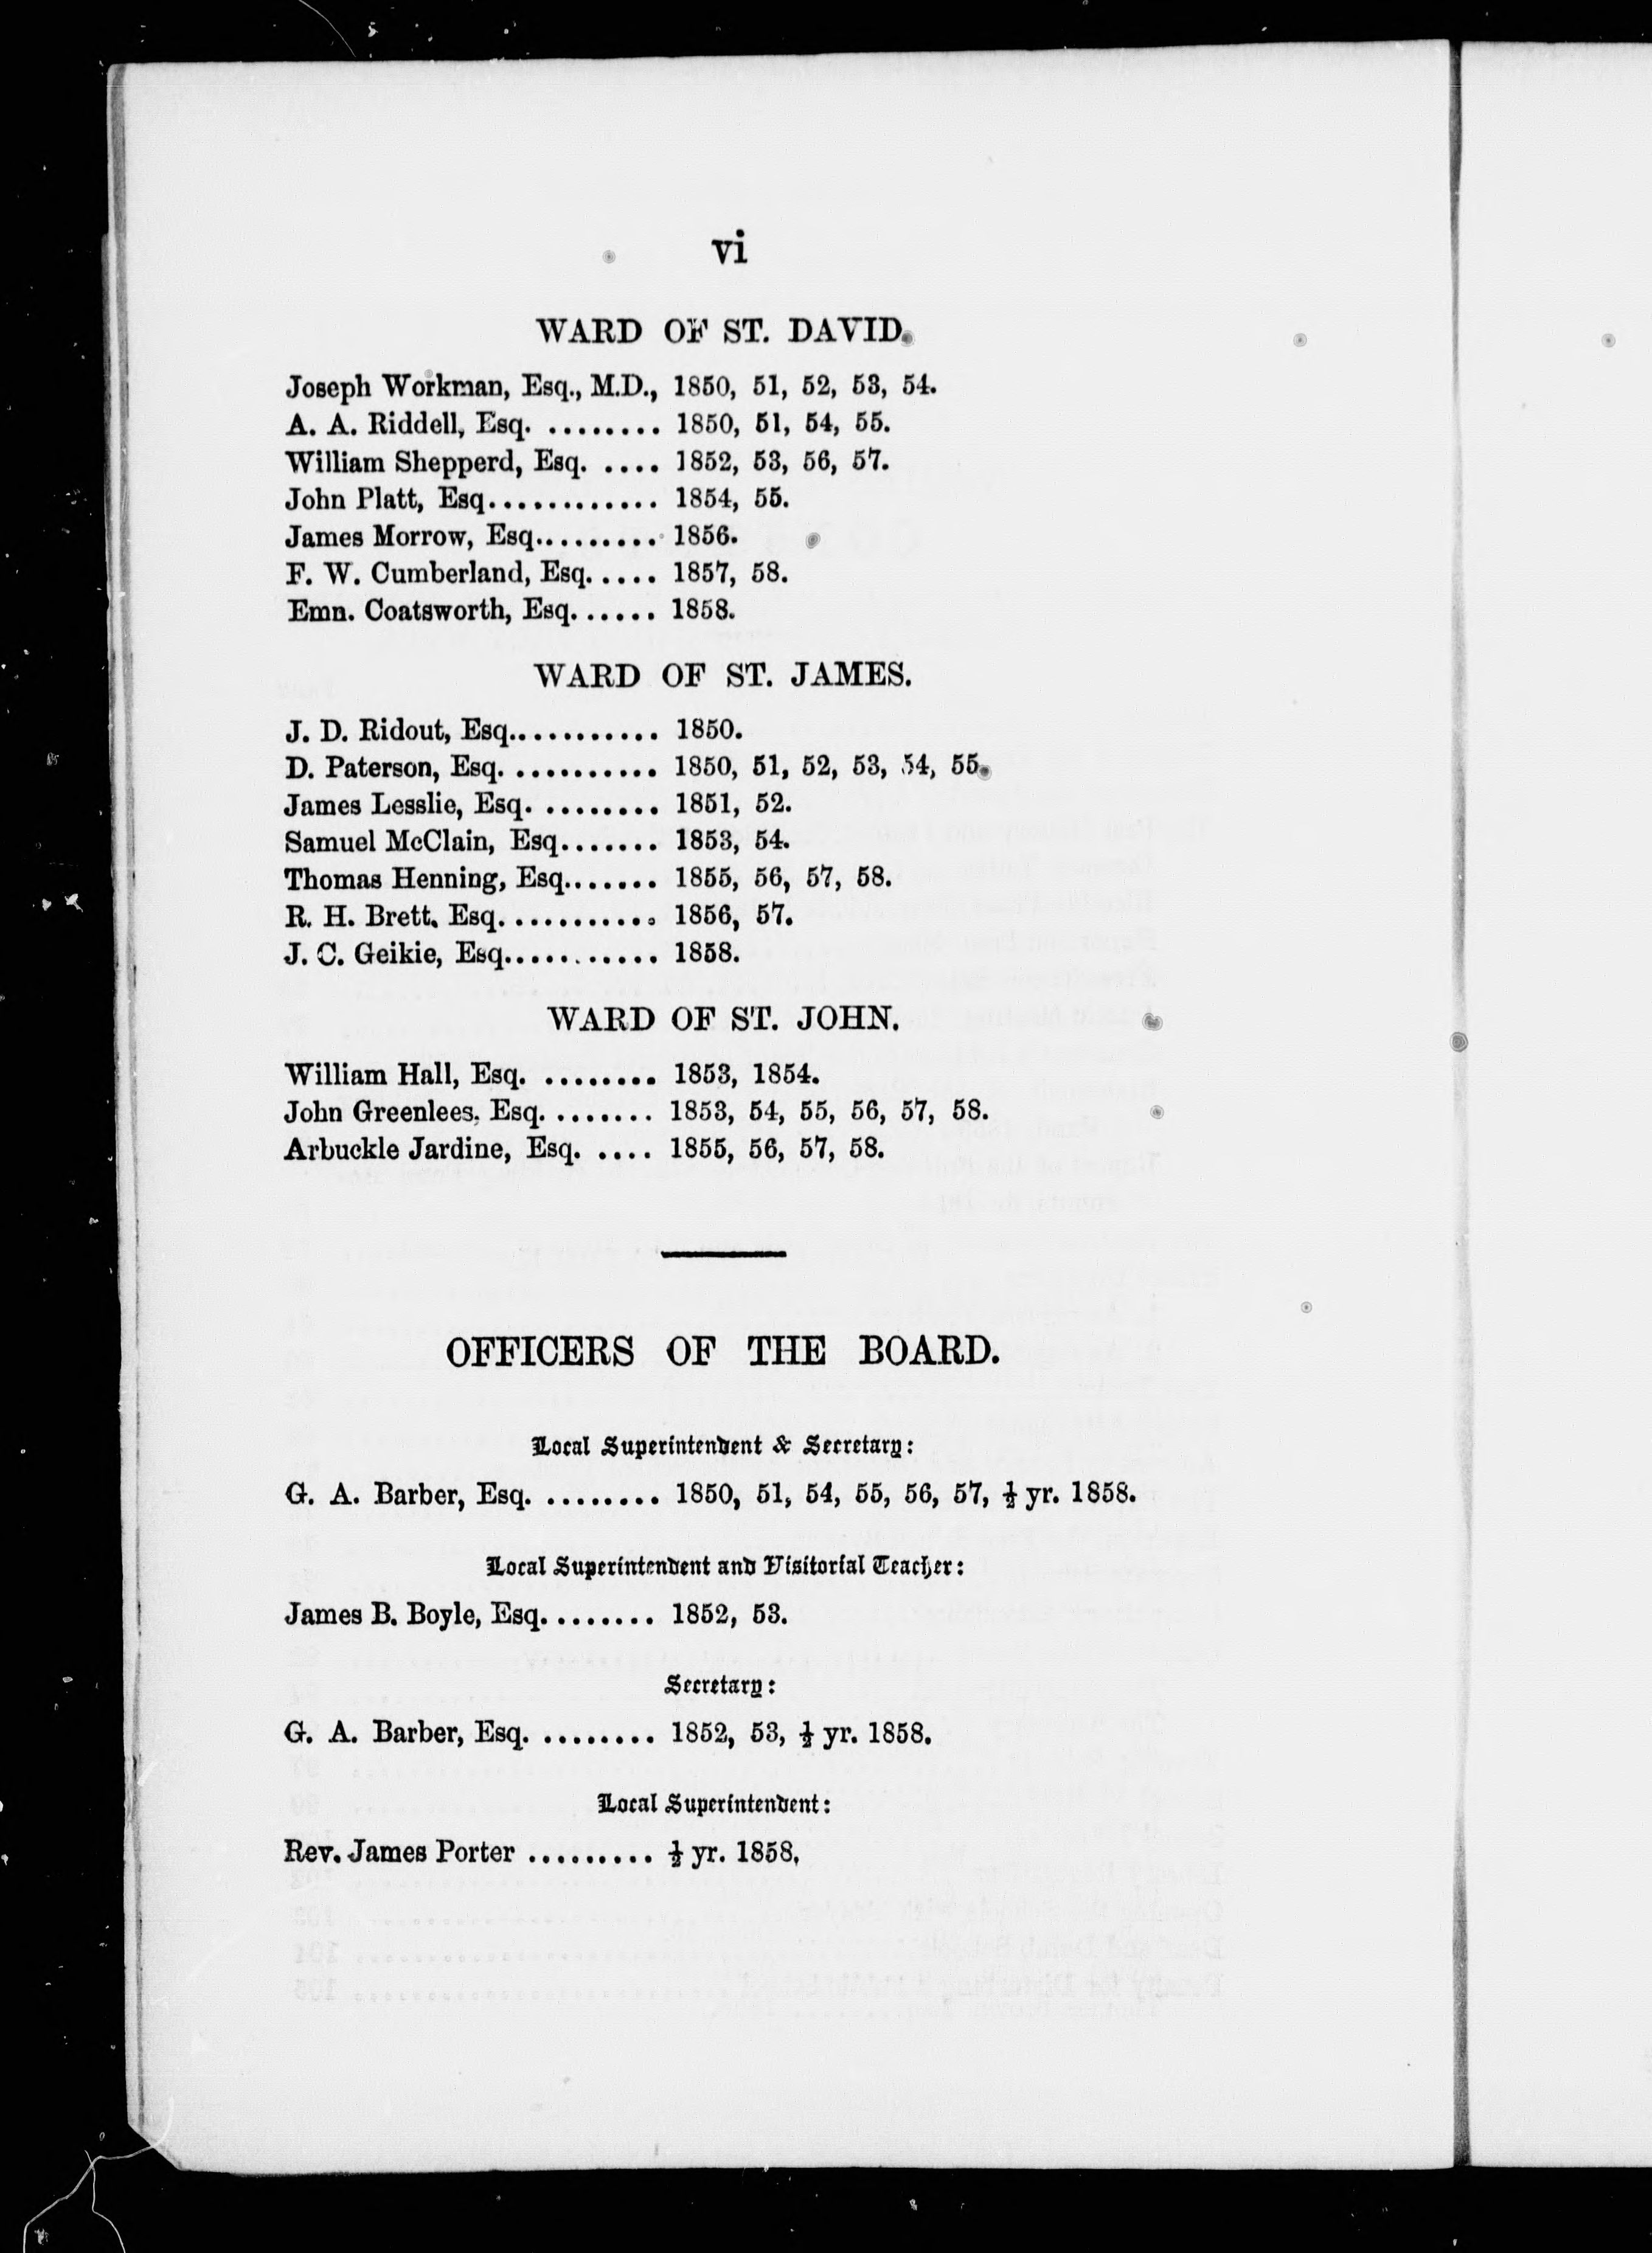 vi
WARD OF ST. DAVID.
Joseph Workman, Esq., M.D., 1850, 51, 52, 53, 54.
A. A. Riddell, Esq. ........ 1850, 51, 54, 55.
William Shepperd, Esq. .... 1852, 53, 56, 57.
John Platt, Esq............ 1854, 55.
James Morrow, Esq......... 1856.
F. W. Cumberland, Esq..... 1857, 58.
Emn. Coatsworth, Esq...... 1858.
WARD OF ST. JAMES.
J. D. Ridout, Esq........... 1850.
D. Paterson, Esq. .......... 1850, 51, 52, 53, 54, 55.
James Lesslie, Esq. ........ 1851, 52.
Samuel McClain, Esq....... 1853, 54.
Thomas Henning, Esq....... 1855, 56, 57, 58.
R. H. Brett, Esq. .......... 1856, 57.
J. C. Geikie, Esq........... 1858.
WARD OF ST. JOHN.
William Hall, Esq. ........ 1853, 1854.
John Greenlees, Esq. ....... 1853, 54, 55, 56, 57, 58.
Arbuckle Jardine, Esq. .... 1855, 56, 57, 58.
OFFICERS OF THE BOARD.
Local Superintendent & Secretary:
G. A. Barber, Esq. ........ 1850, 51, 54, 55, 56, 57, ½ yr. 1858.
Local Superintendent and Visitorial Teacher:
James B. Boyle, Esq. ....... 1852, 53.
Secretary:
G. A. Barber, Esq. ........ 1852, 53, ½ yr. 1858.
Local Superintendent:
Rev. James Porter ......... ½ yr. 1858.